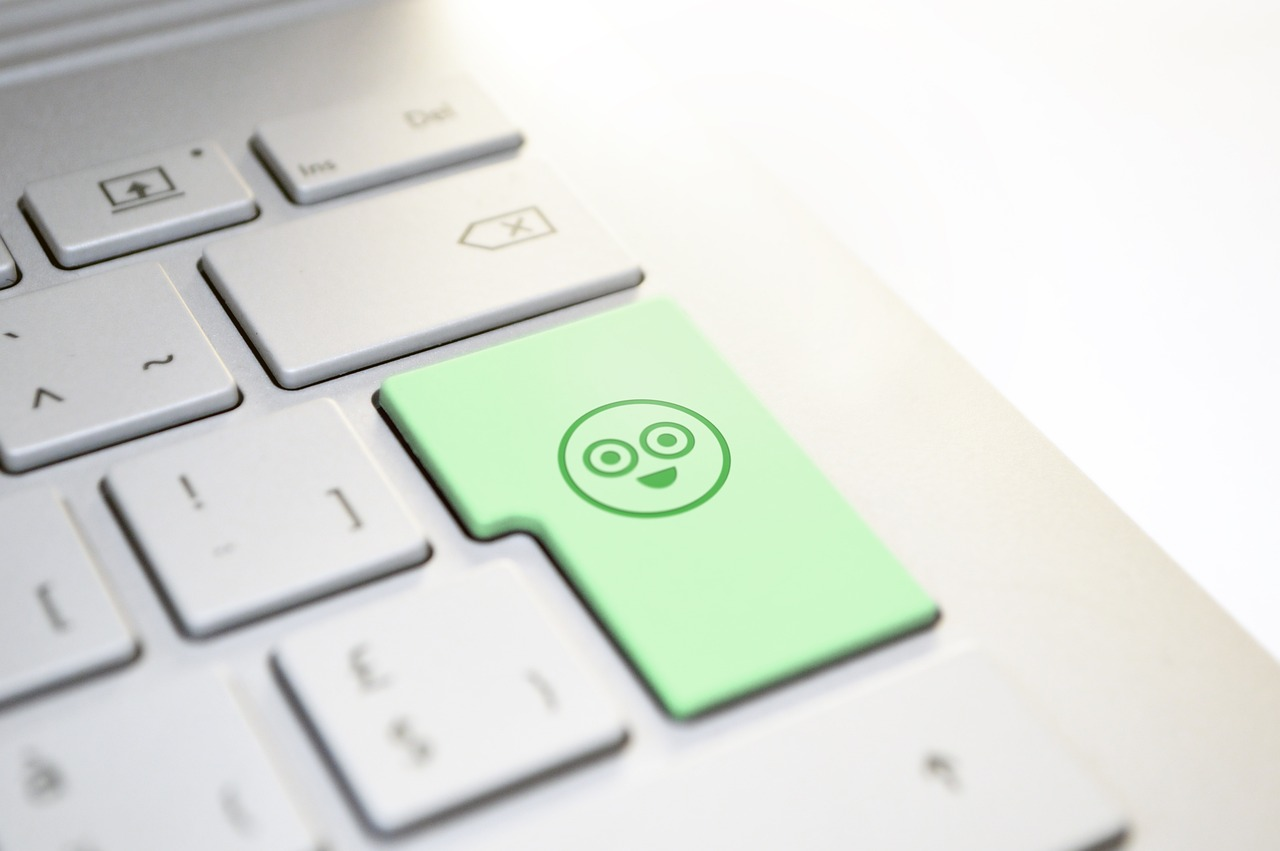 Del
Ins
` ~
^
! ]
[
£